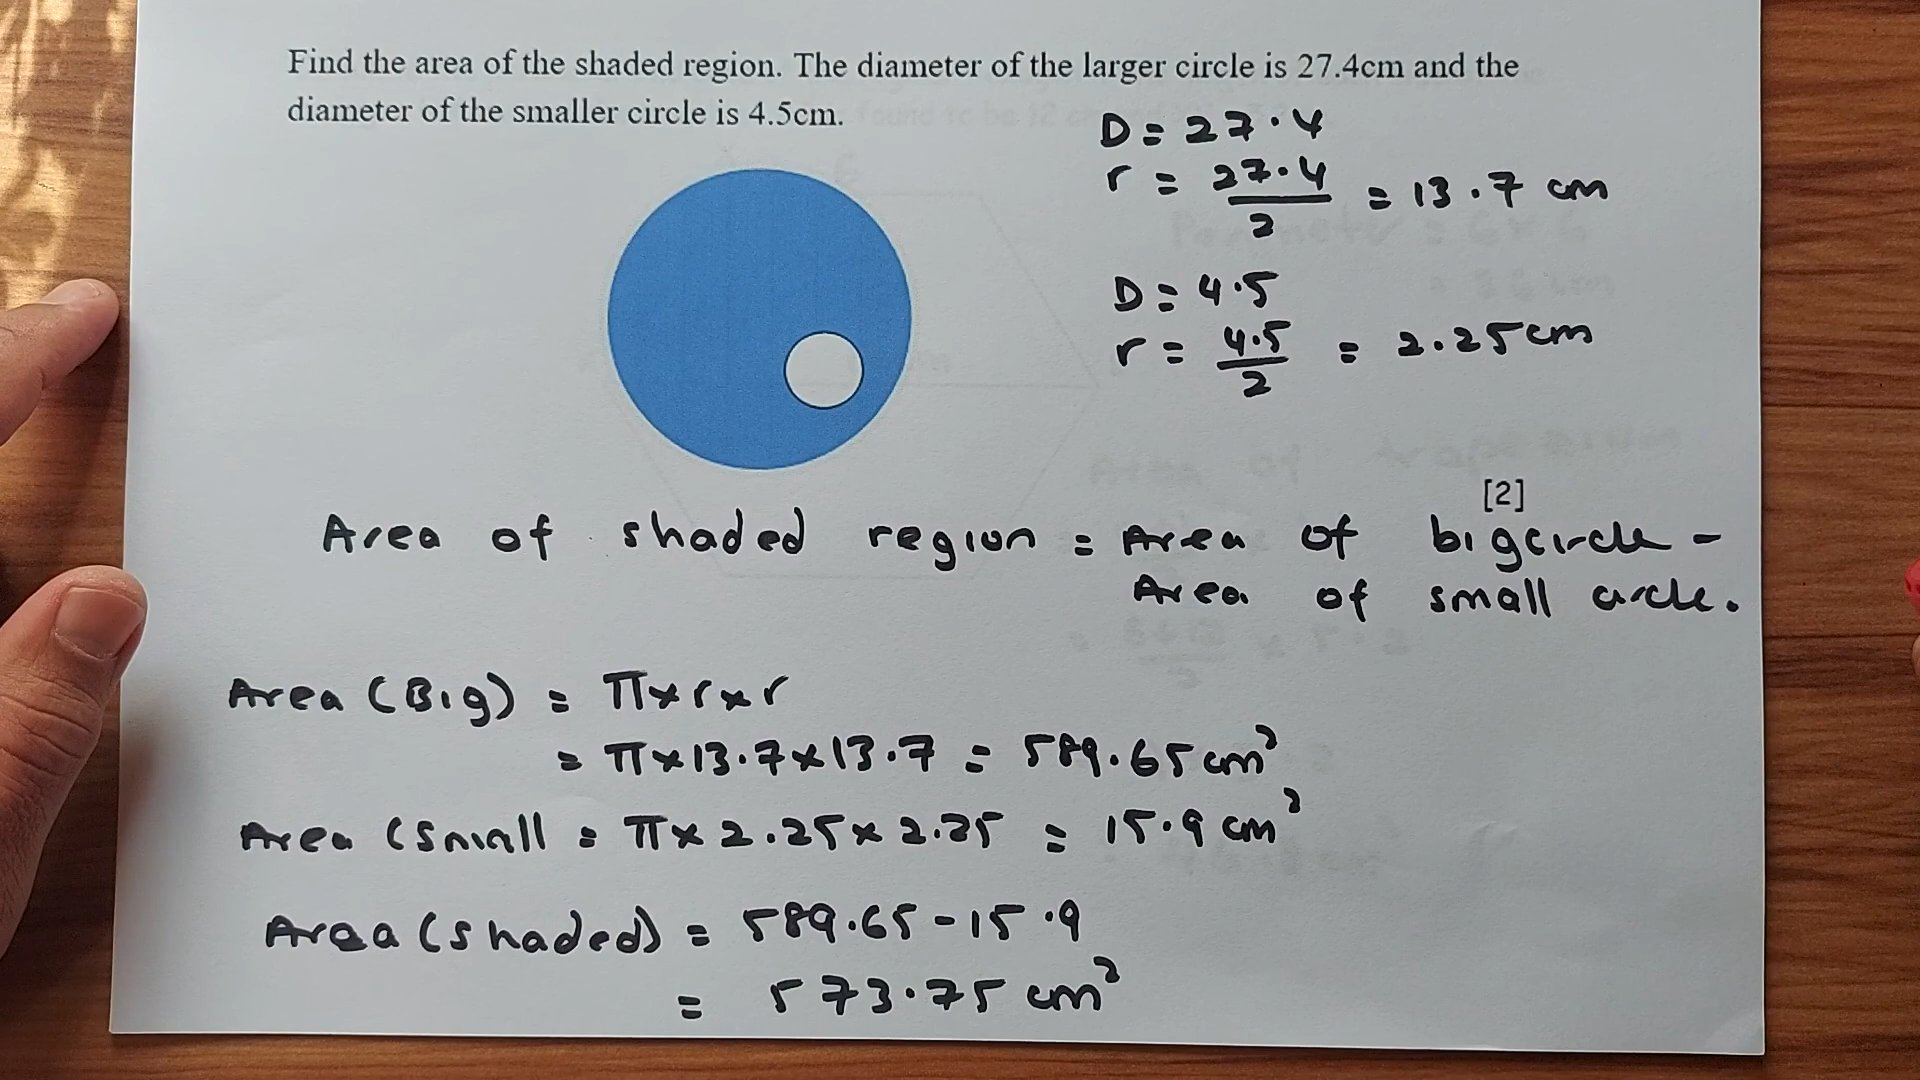 Find the area of the shaded region. The diameter of the larger circle is 27.4cm and the
diameter of the smaller circle is 4.5cm.
D = 27.4
r = 27.4/2 = 13.7 cm
D = 4.5
r = 4.5/2 = 2.25cm
[2]
Area of shaded region = Area of bigcircle -
Area of small circle.
Area (Big) = π×r×r
= π×13.7×13.7 = 589.65 cm²
Area (Small = π× 2.25× 2.25 = 15.9 cm²
Area (shaded) = 589.65-15.9
= 573.75 cm²